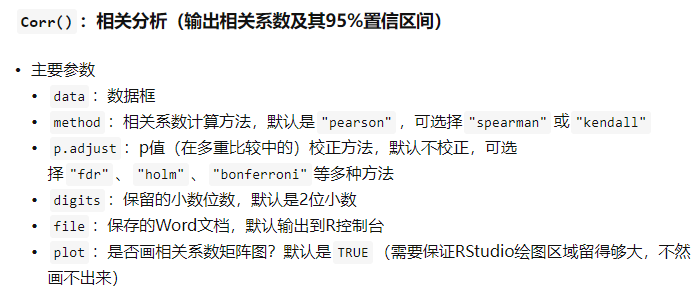 Corr()：相关分析（输出相关系数及其95%置信区间）
• 主要参数
• data：数据框
• method：相关系数计算方法，默认是 "pearson"，可选择 "spearman" 或 "kendall"
• p.adjust：p值（在多重比较中的）校正方法，默认不校正，可选
择 "fdr"、"holm"、"bonferroni" 等多种方法
• digits：保留的小数位数，默认是2位小数
• file：保存的Word文档，默认输出到R控制台
• plot：是否画相关系数矩阵图？默认是 TRUE （需要保证RStudio绘图区域留得够大，不然
画不出来）